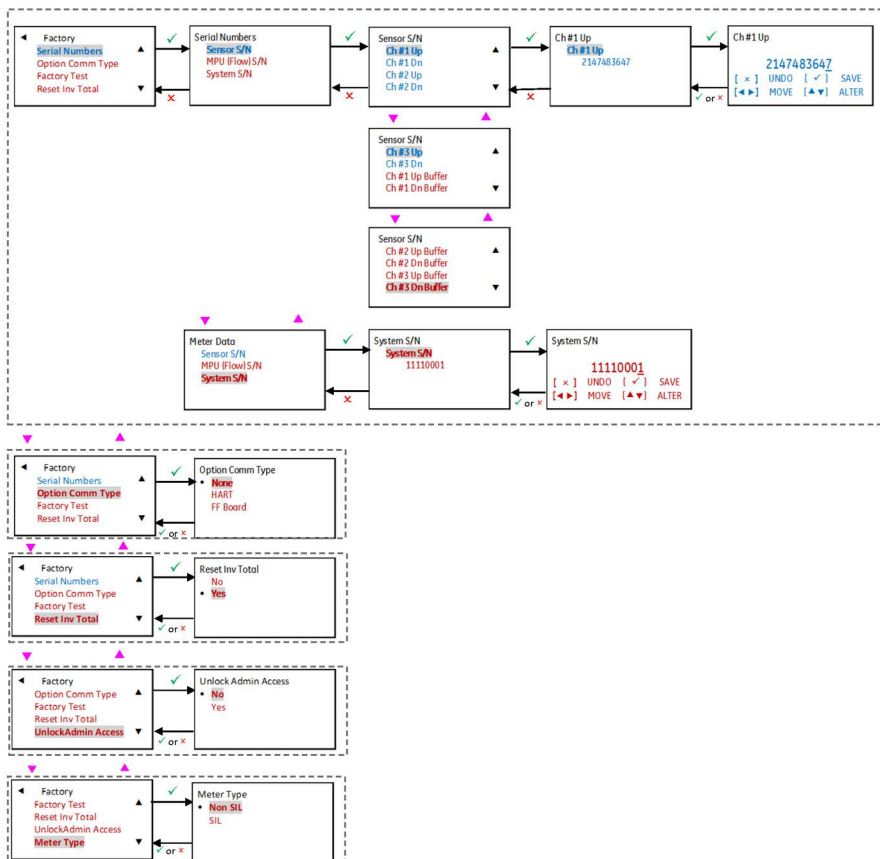 Factory
Serial Numbers
Option Comm Type
Factory Test
Reset Inv Total
Serial Numbers
Sensor S/N
MPU (Flow) S/N
System S/N
Sensor S/N
Ch #1 Up
Ch #1 Dn
Ch #2 Up
Ch #2 Dn
Ch #1 Up
Ch #1 Up
2147483647
Ch #1 Up
2147483647
[ × ] UNDO [ ✓ ] SAVE
[◄ ►] MOVE [▲▼] ALTER
✓ or ×
Sensor S/N
Ch #3 Up
Ch #3 Dn
Ch #1 Up Buffer
Ch #1 Dn Buffer
Sensor S/N
Ch #2 Up Buffer
Ch #2 Dn Buffer
Ch #3 Up Buffer
Ch #3 Dn Buffer
Meter Data
Sensor S/N
MPU (Flow) S/N
System S/N
System S/N
System S/N
11110001
System S/N
11110001
[ × ] UNDO [ ✓ ] SAVE
[◄ ►] MOVE [▲▼] ALTER
✓ or ×
Factory
Serial Numbers
Option Comm Type
Factory Test
Reset Inv Total
Option Comm Type
• None
HART
FF Board
✓ or ×
Factory
Serial Numbers
Option Comm Type
Factory Test
Reset Inv Total
Reset Inv Total
No
• Yes
✓ or ×
Factory
Option Comm Type
Factory Test
Reset Inv Total
UnlockAdmin Access
Unlock Admin Access
• No
Yes
✓ or ×
Factory
Factory Test
Reset Inv Total
UnlockAdmin Access
Meter Type
Meter Type
• Non SIL
SIL
✓ or ×